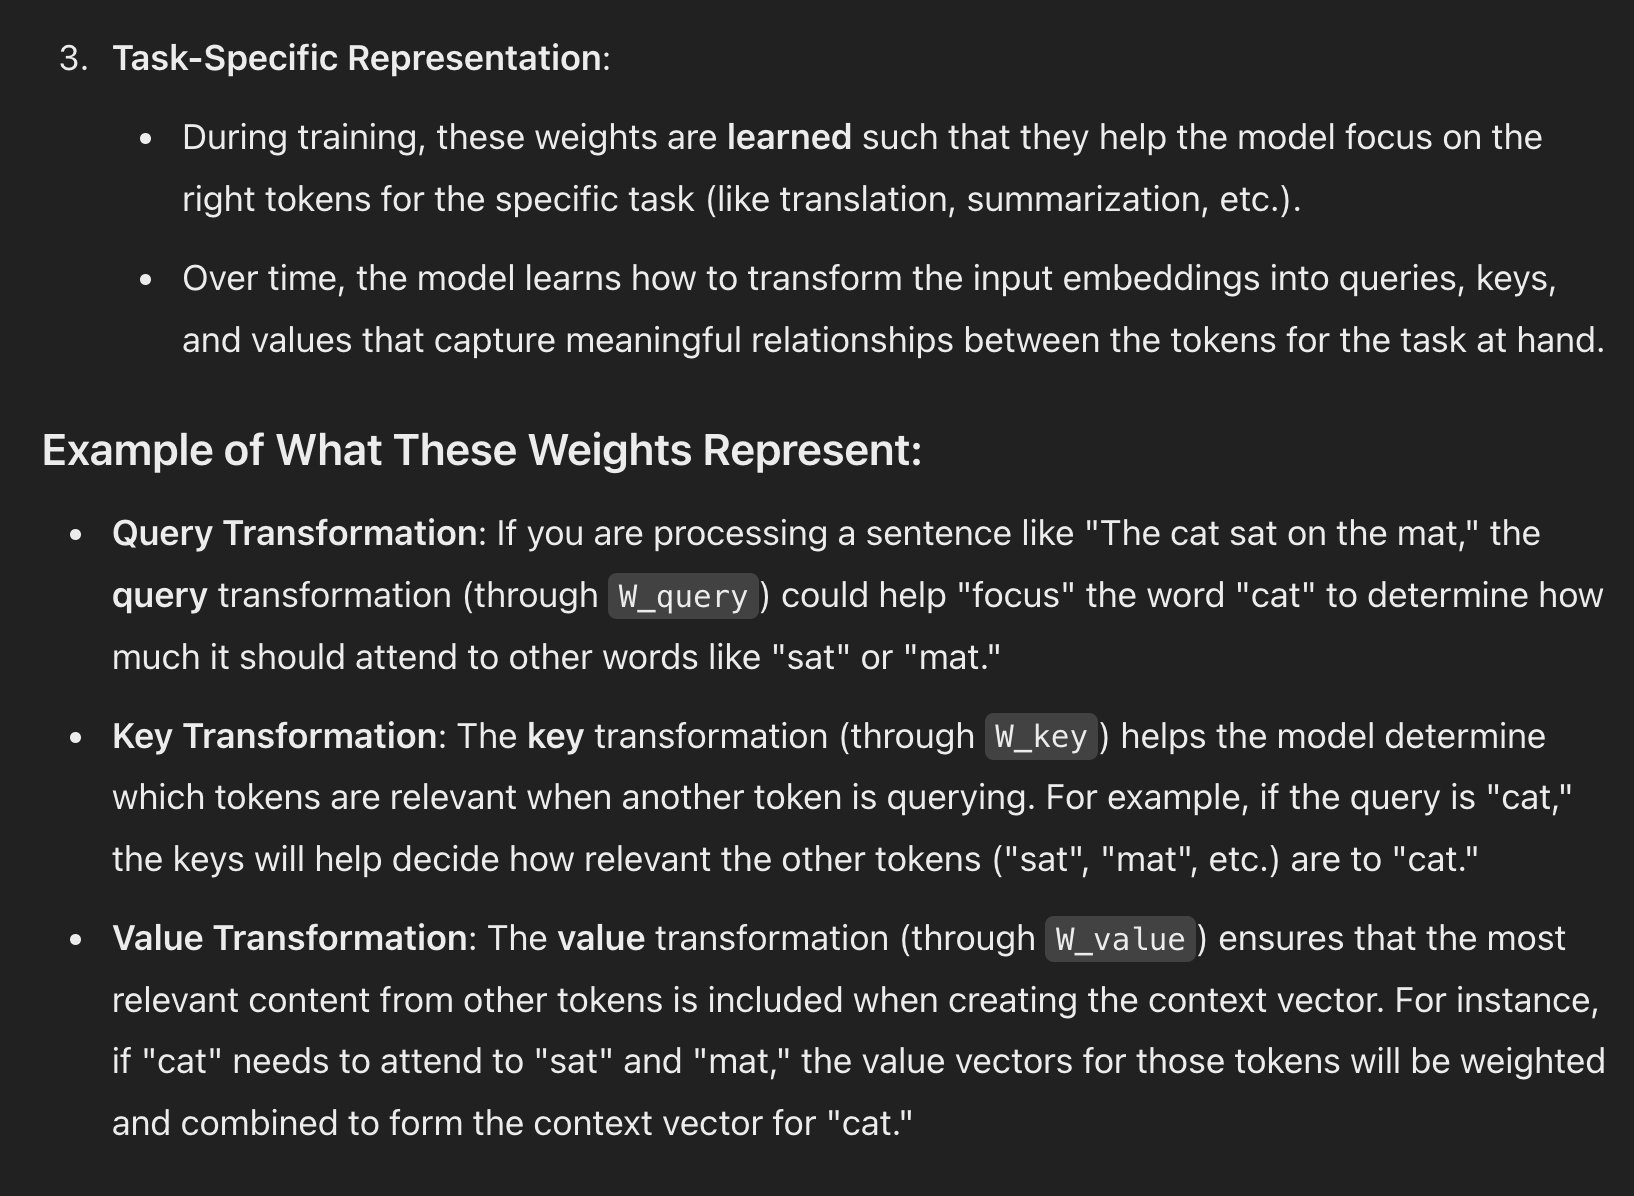 3. Task-Specific Representation:
• During training, these weights are learned such that they help the model focus on the
right tokens for the specific task (like translation, summarization, etc.).
• Over time, the model learns how to transform the input embeddings into queries, keys,
and values that capture meaningful relationships between the tokens for the task at hand.
Example of What These Weights Represent:
• Query Transformation: If you are processing a sentence like "The cat sat on the mat," the
query transformation (through W_query) could help "focus" the word "cat" to determine how
much it should attend to other words like "sat" or "mat."
• Key Transformation: The key transformation (through W_key) helps the model determine
which tokens are relevant when another token is querying. For example, if the query is "cat,"
the keys will help decide how relevant the other tokens ("sat", "mat", etc.) are to "cat."
• Value Transformation: The value transformation (through W_value) ensures that the most
relevant content from other tokens is included when creating the context vector. For instance,
if "cat" needs to attend to "sat" and "mat," the value vectors for those tokens will be weighted
and combined to form the context vector for "cat."